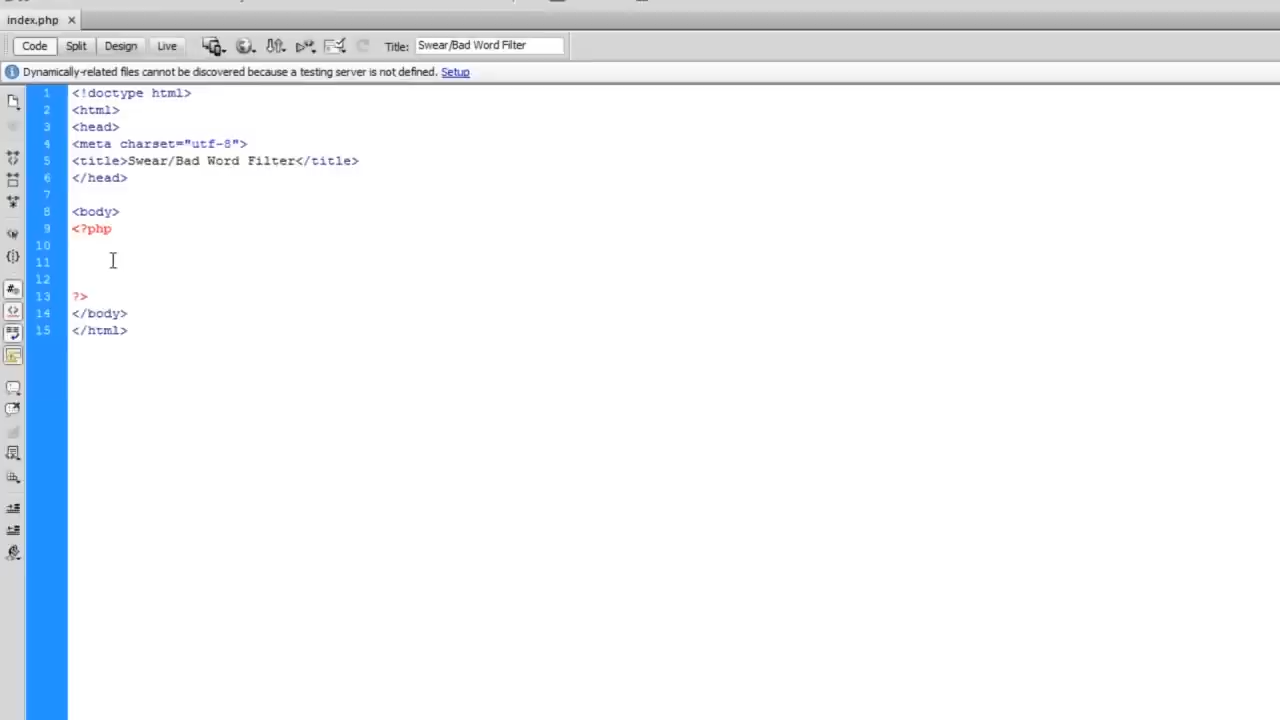 index.php
Code Split Design Live Title: Swear/Bad Word Filter
Dynamically-related files cannot be discovered because a testing server is not defined. Setup
1 <!doctype html>
2 <html>
3 <head>
4 <meta charset="utf-8">
5 <title>Swear/Bad Word Filter</title>
6 </head>
7
8 <body>
9 <?php
10
11
12
13 ?>
14 </body>
15 </html>